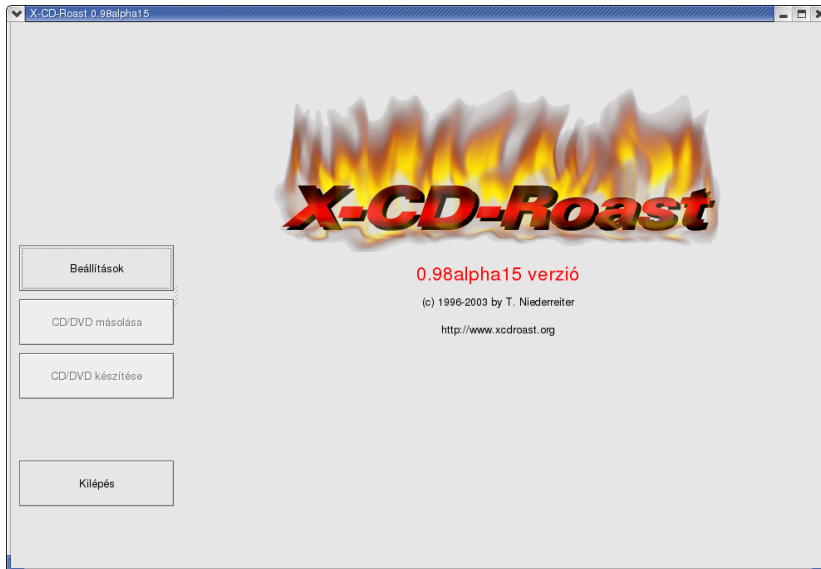 X-CD-Roast 0.98alpha15
X-CD-Roast
0.98alpha15 verzió
(c) 1996-2003 by T. Niederreiter
http://www.xcdroast.org
Beállítások
CD/DVD másolása
CD/DVD készítése
Kilépés